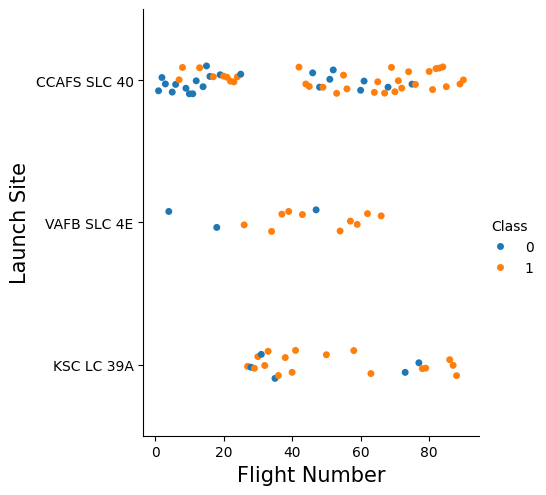 CCAFS SLC 40
VAFB SLC 4E
KSC LC 39A
Launch Site
0 20 40 60 80
Flight Number
Class
0
1